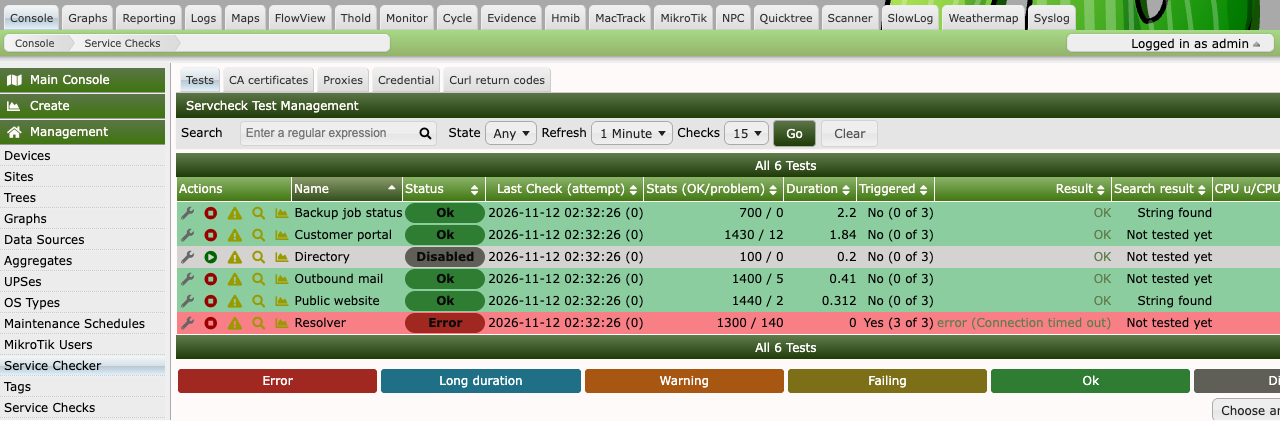 Console Graphs Reporting Logs Maps FlowView Thold Monitor Cycle Evidence Hmib MacTrack MikroTik NPC Quicktree Scanner SlowLog Weathermap Syslog
Console Service Checks Logged in as admin
Main Console
Create
Management
Devices
Sites
Trees
Graphs
Data Sources
Aggregates
UPSes
OS Types
Maintenance Schedules
MikroTik Users
Service Checker
Tags
Service Checks
Tests CA certificates Proxies Credential Curl return codes
Servcheck Test Management
Search Enter a regular expression State Any Refresh 1 Minute Checks 15 Go Clear
All 6 Tests
Actions Name Status Last Check (attempt) Stats (OK/problem) Duration Triggered Result Search result CPU u/CPU
Backup job status Ok 2026-11-12 02:32:26 (0) 700 / 0 2.2 No (0 of 3) OK String found
Customer portal Ok 2026-11-12 02:32:26 (0) 1430 / 12 1.84 No (0 of 3) OK Not tested yet
Directory Disabled 2026-11-12 02:32:26 (0) 100 / 0 0.2 No (0 of 3) OK Not tested yet
Outbound mail Ok 2026-11-12 02:32:26 (0) 1400 / 5 0.41 No (0 of 3) OK Not tested yet
Public website Ok 2026-11-12 02:32:26 (0) 1440 / 2 0.312 No (0 of 3) OK String found
Resolver Error 2026-11-12 02:32:26 (0) 1300 / 140 0 Yes (3 of 3) error (Connection timed out) Not tested yet
All 6 Tests
Error Long duration Warning Failing Ok Di
Choose an